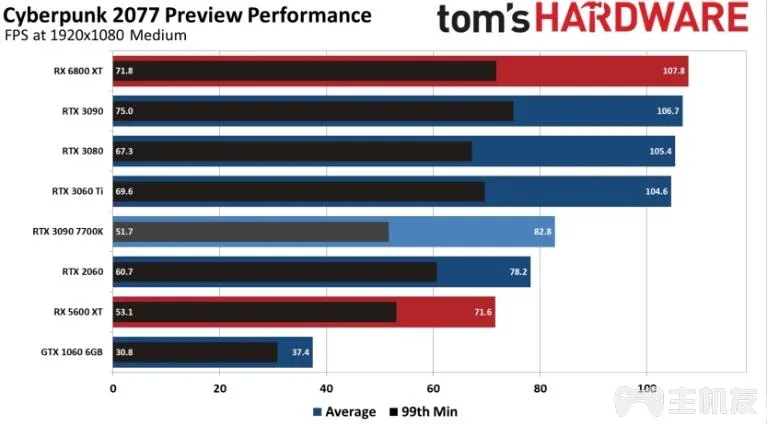 Cyberpunk 2077 Preview Performance
FPS at 1920x1080 Medium
tom's HARDWARE
RX 6800 XT 71.8 107.8
RTX 3090 75.0 106.7
RTX 3080 67.3 105.4
RTX 3060 Ti 69.6 104.6
RTX 3090 7700K 51.7 82.8
RTX 2060 60.7 78.2
RX 5600 XT 53.1 71.6
GTX 1060 6GB 30.8 37.4
0 20 40 60 80 100
Average 99th Min
主机友